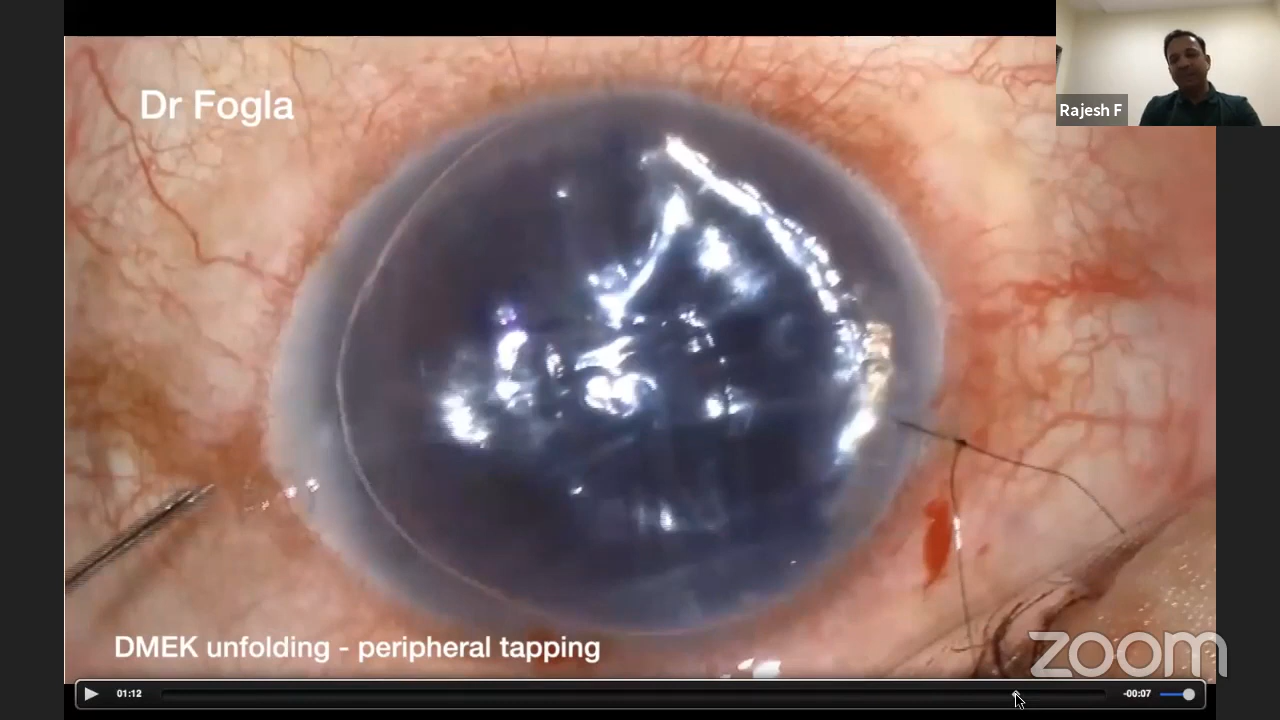 Dr Fogla
Rajesh F
DMEK unfolding - peripheral tapping
zoom
01:12
-00:07